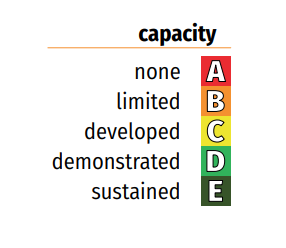 capacity
none A
limited B
developed C
demonstrated D
sustained E